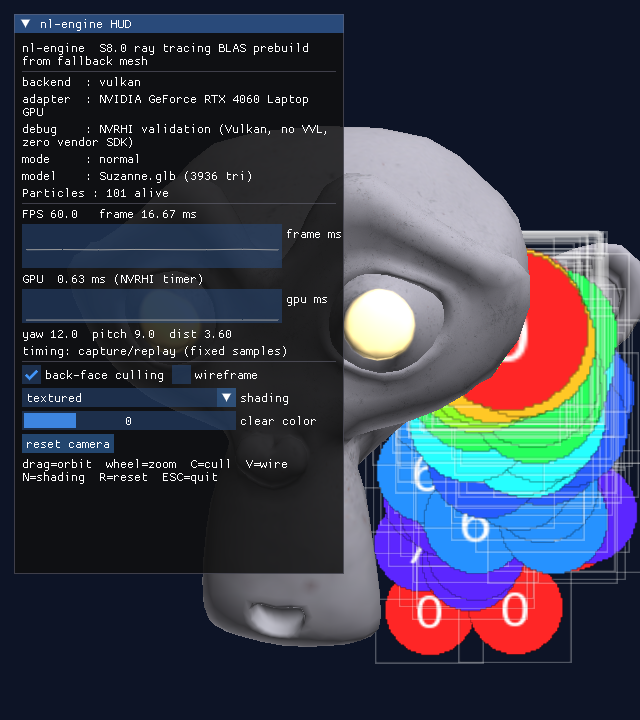 nl-engine HUD
nl-engine  S8.0 ray tracing BLAS prebuild
from fallback mesh
backend  : vulkan
adapter  : NVIDIA GeForce RTX 4060 Laptop
GPU
debug    : NVRHI validation (Vulkan, no VVL,
zero vendor SDK)
mode     : normal
model    : Suzanne.glb (3936 tri)
Particles : 101 alive
FPS 60.0   frame 16.67 ms
frame ms
GPU  0.63 ms (NVRHI timer)
gpu ms
yaw 12.0  pitch 9.0  dist 3.60
timing: capture/replay (fixed samples)
back-face culling  wireframe
textured  shading
0  clear color
reset camera
drag=orbit  wheel=zoom  C=cull  V=wire
N=shading  R=reset  ESC=quit
0 0